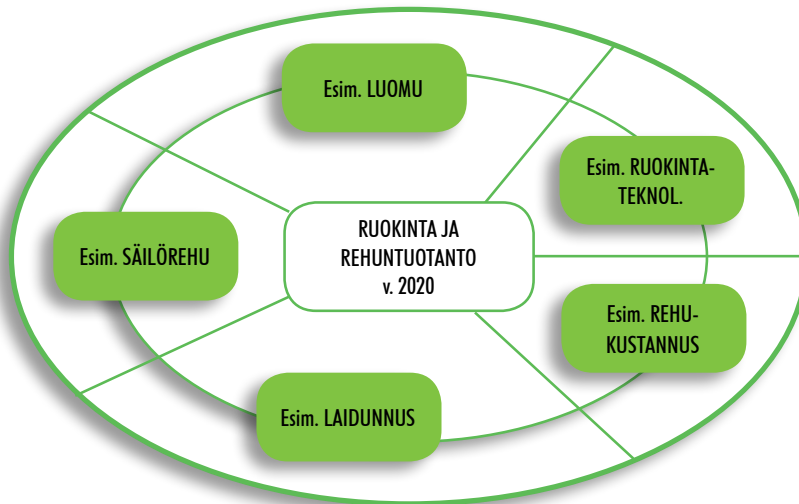 Esim. LUOMU
Esim. RUOKINTA-
TEKNOL.
Esim. SÄILÖREHU
RUOKINTA JA
REHUNTUOTANTO
v. 2020
Esim. REHU-
KUSTANNUS
Esim. LAIDUNNUS